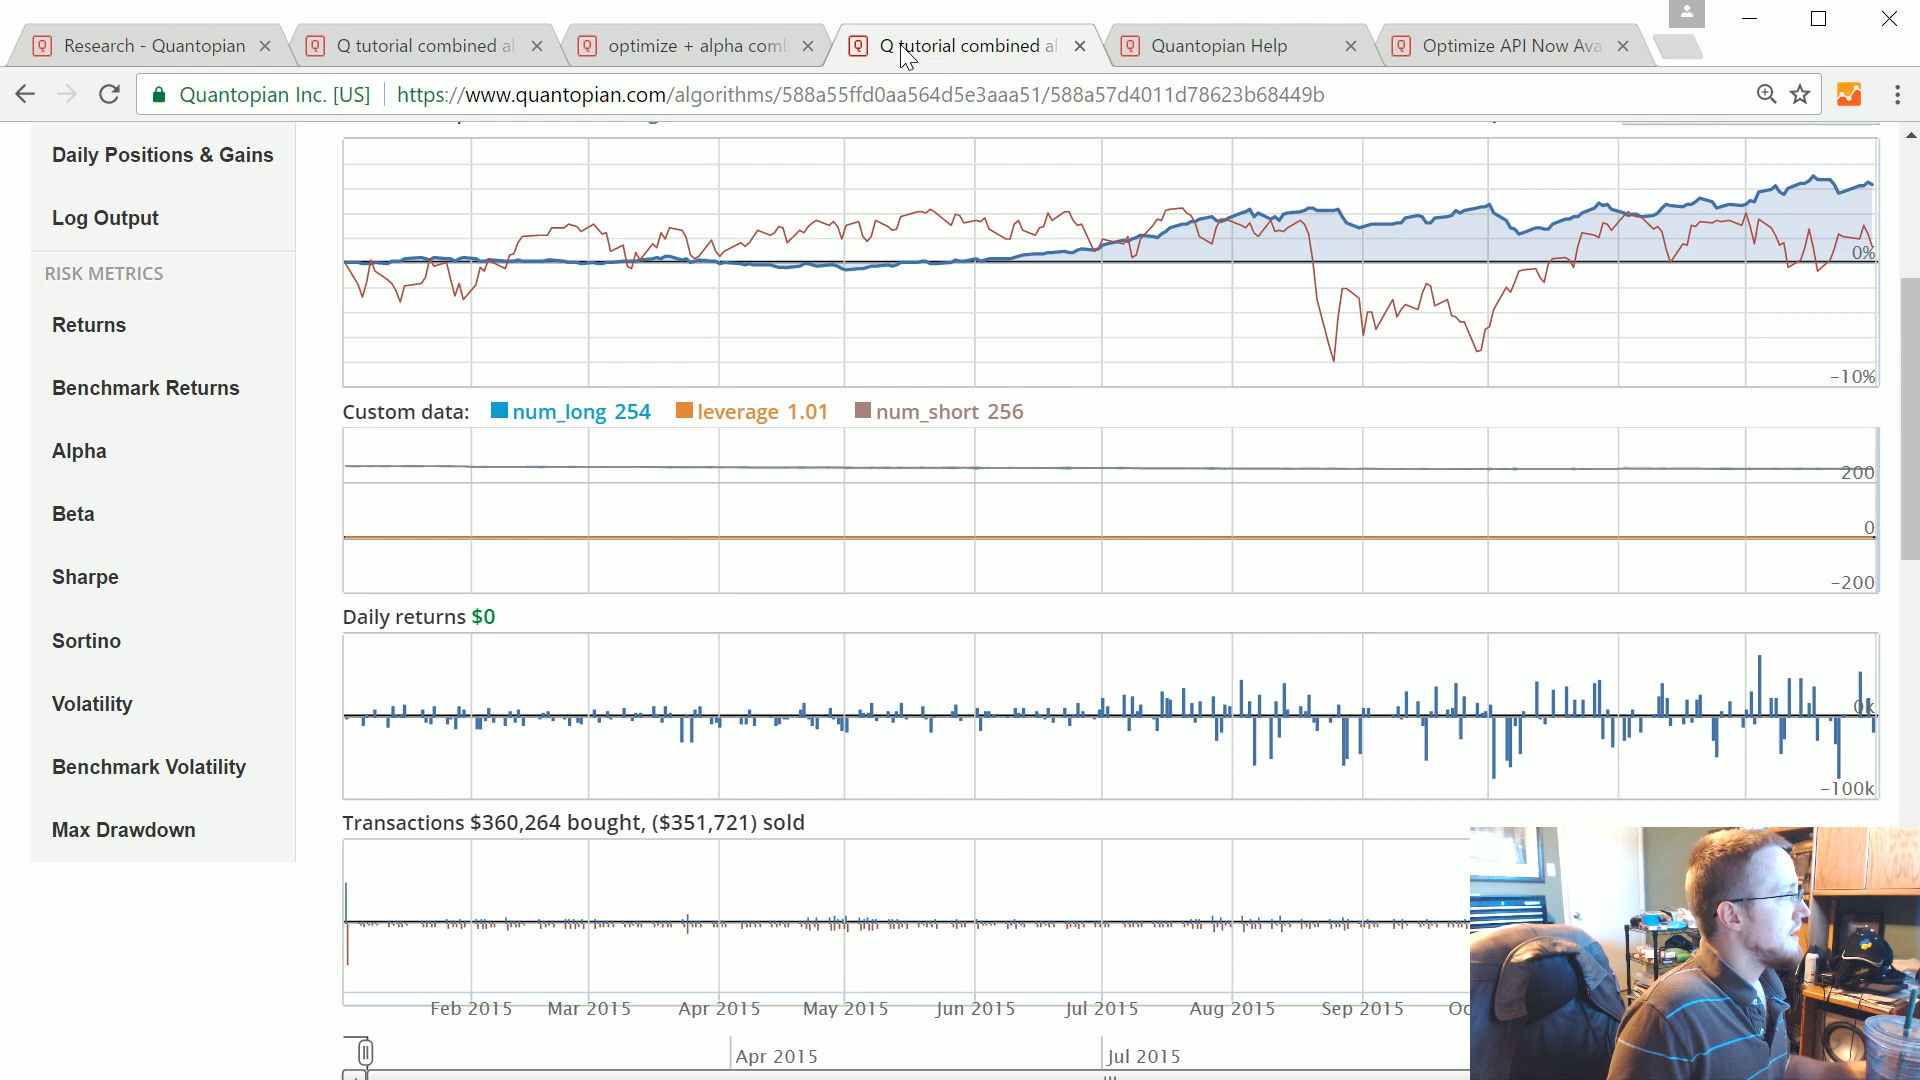 Research - Quantopian
Q tutorial combined al
optimize + alpha comb
Q tutorial combined al
Quantopian Help
Optimize API Now Ava
Quantopian Inc. [US]
https://www.quantopian.com/algorithms/588a55ffd0aa564d5e3aaa51/588a57d4011d78623b68449b
Daily Positions & Gains
Log Output
RISK METRICS
Returns
Benchmark Returns
Alpha
Beta
Sharpe
Sortino
Volatility
Benchmark Volatility
Max Drawdown
0%
-10%
Custom data: num_long 254 leverage 1.01 num_short 256
200
0
-200
Daily returns $0
0k
-100k
Transactions $360,264 bought, ($351,721) sold
Feb 2015 Mar 2015 Apr 2015 May 2015 Jun 2015 Jul 2015 Aug 2015 Sep 2015 Oc
Apr 2015 Jul 2015